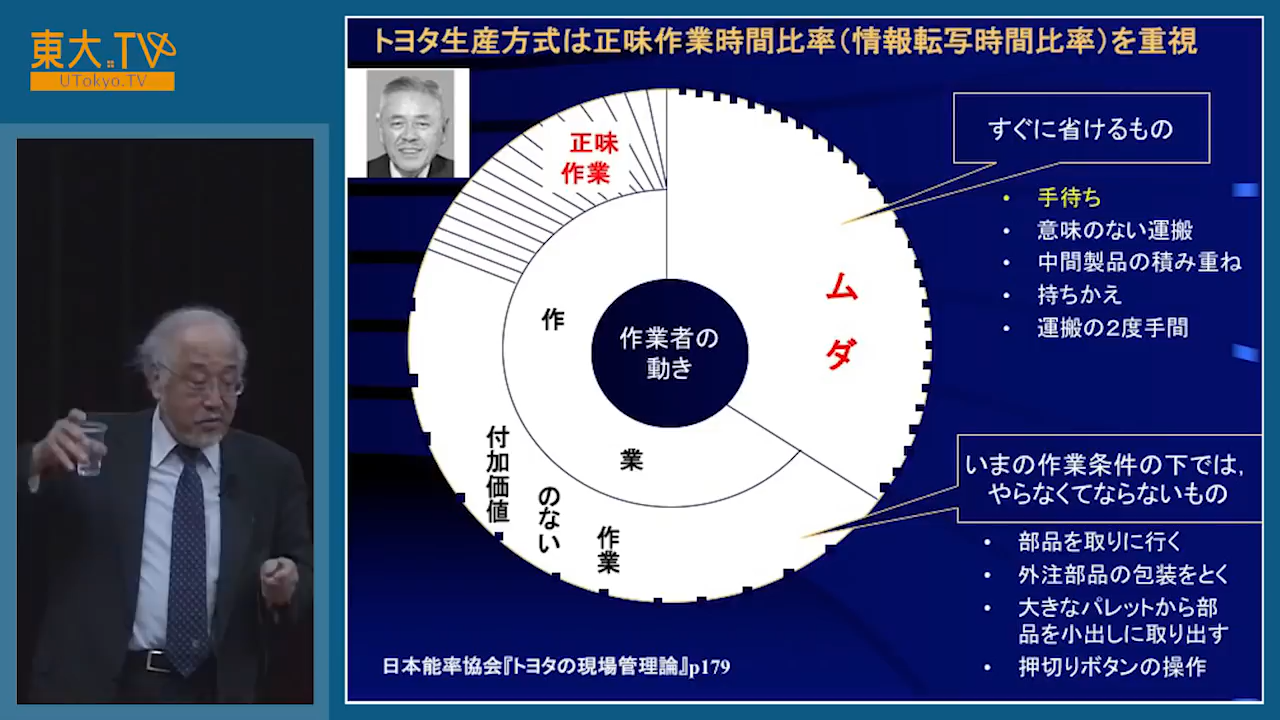 東大.TV
UTokyo.TV
トヨタ生産方式は正味作業時間比率(情報転写時間比率)を重視
正味
作業
すぐに省けるもの
• 手待ち
• 意味のない運搬
• 中間製品の積み重ね
• 持ちかえ
• 運搬の2度手間
ムダ
作業者の
動き
作業
付加価値
のない
作業
いまの作業条件の下では,
やらなくてならないもの
• 部品を取りに行く
• 外注部品の包装をとく
• 大きなパレットから部
品を小出しに取り出す
• 押切りボタンの操作
日本能率協会『トヨタの現場管理論』p179